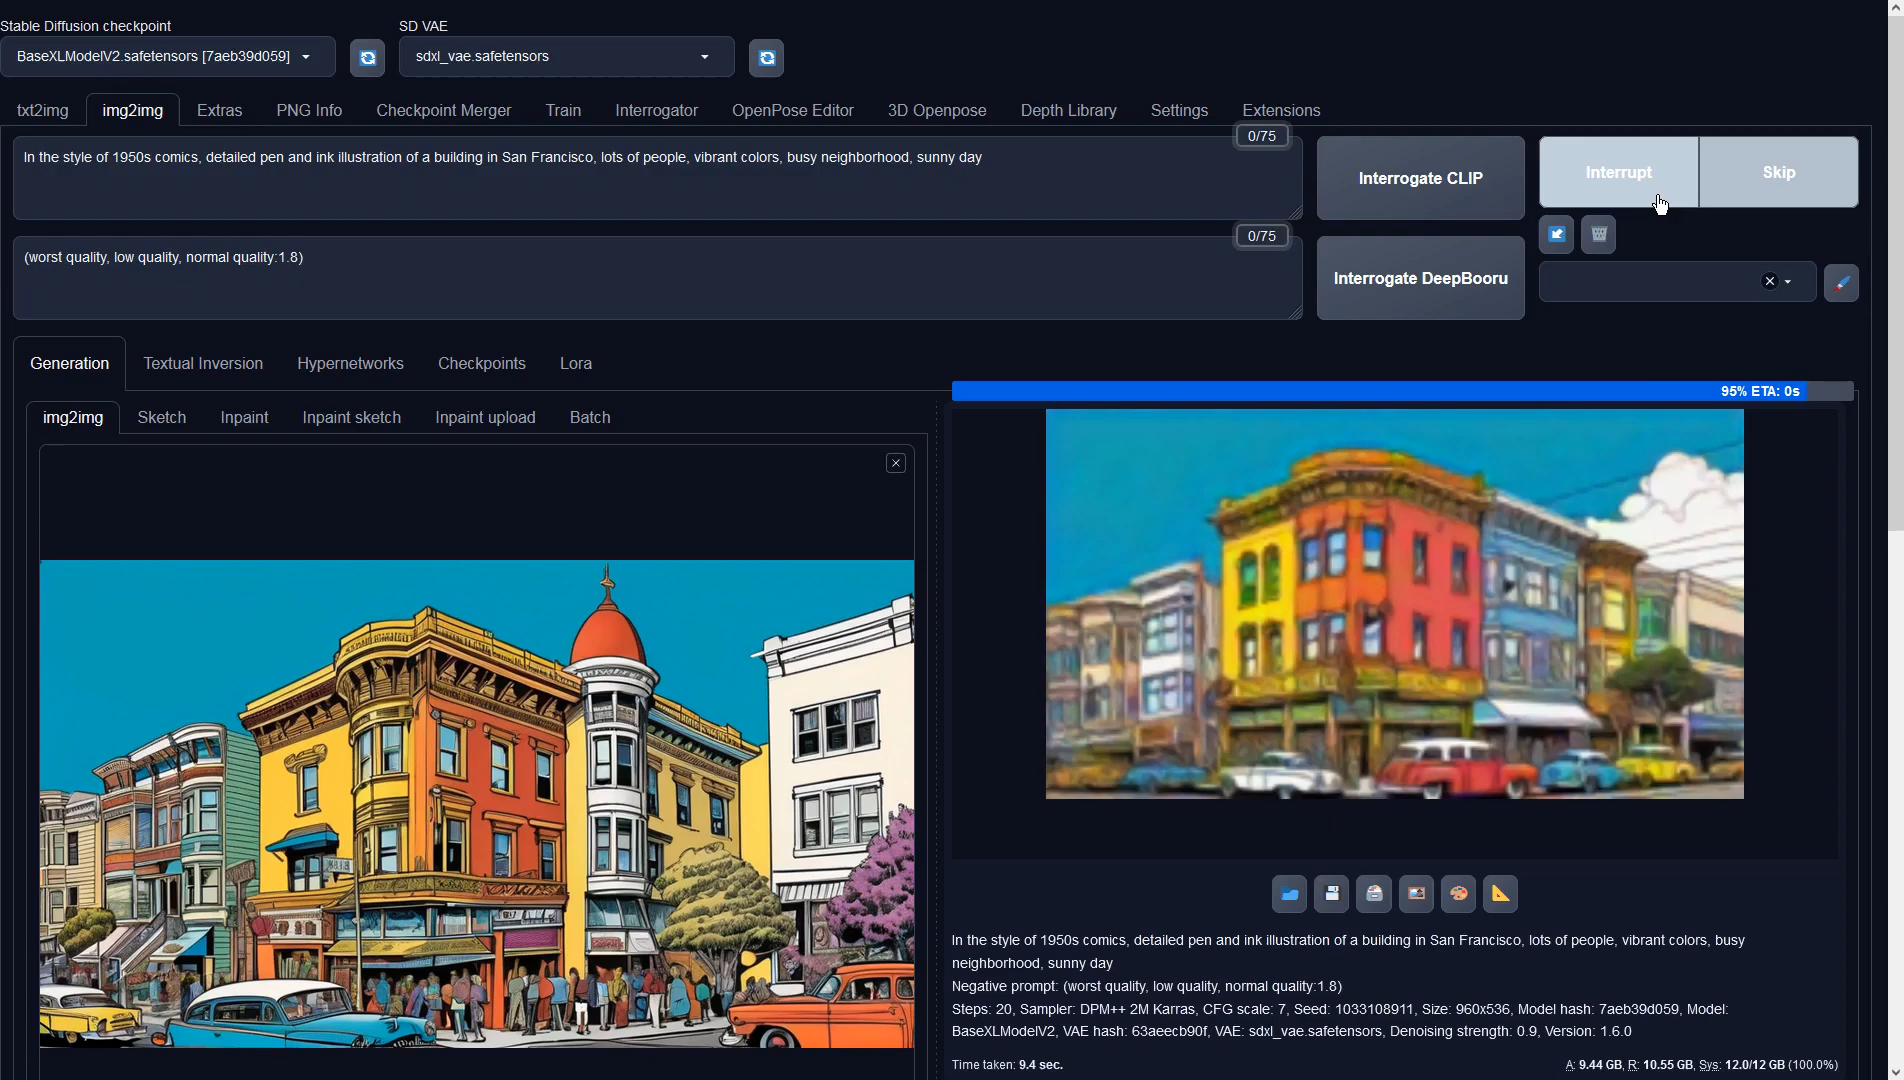 Stable Diffusion checkpoint
SD VAE
BaseXLModelV2.safetensors [7aeb39d059]
sdxl_vae.safetensors
txt2img
img2img
Extras
PNG Info
Checkpoint Merger
Train
Interrogator
OpenPose Editor
3D Openpose
Depth Library
Settings
Extensions
0/75
In the style of 1950s comics, detailed pen and ink illustration of a building in San Francisco, lots of people, vibrant colors, busy neighborhood, sunny day
Interrogate CLIP
Interrupt
Skip
0/75
(worst quality, low quality, normal quality:1.8)
Interrogate DeepBooru
Generation
Textual Inversion
Hypernetworks
Checkpoints
Lora
95% ETA: 0s
img2img
Sketch
Inpaint
Inpaint sketch
Inpaint upload
Batch
In the style of 1950s comics, detailed pen and ink illustration of a building in San Francisco, lots of people, vibrant colors, busy
neighborhood, sunny day
Negative prompt: (worst quality, low quality, normal quality:1.8)
Steps: 20, Sampler: DPM++ 2M Karras, CFG scale: 7, Seed: 1033108911, Size: 960x536, Model hash: 7aeb39d059, Model:
BaseXLModelV2, VAE hash: 63aeecb90f, VAE: sdxl_vae.safetensors, Denoising strength: 0.9, Version: 1.6.0
Time taken: 9.4 sec.
A: 9.44 GB, R: 10.55 GB, Sys: 12.0/12 GB (100.0%)